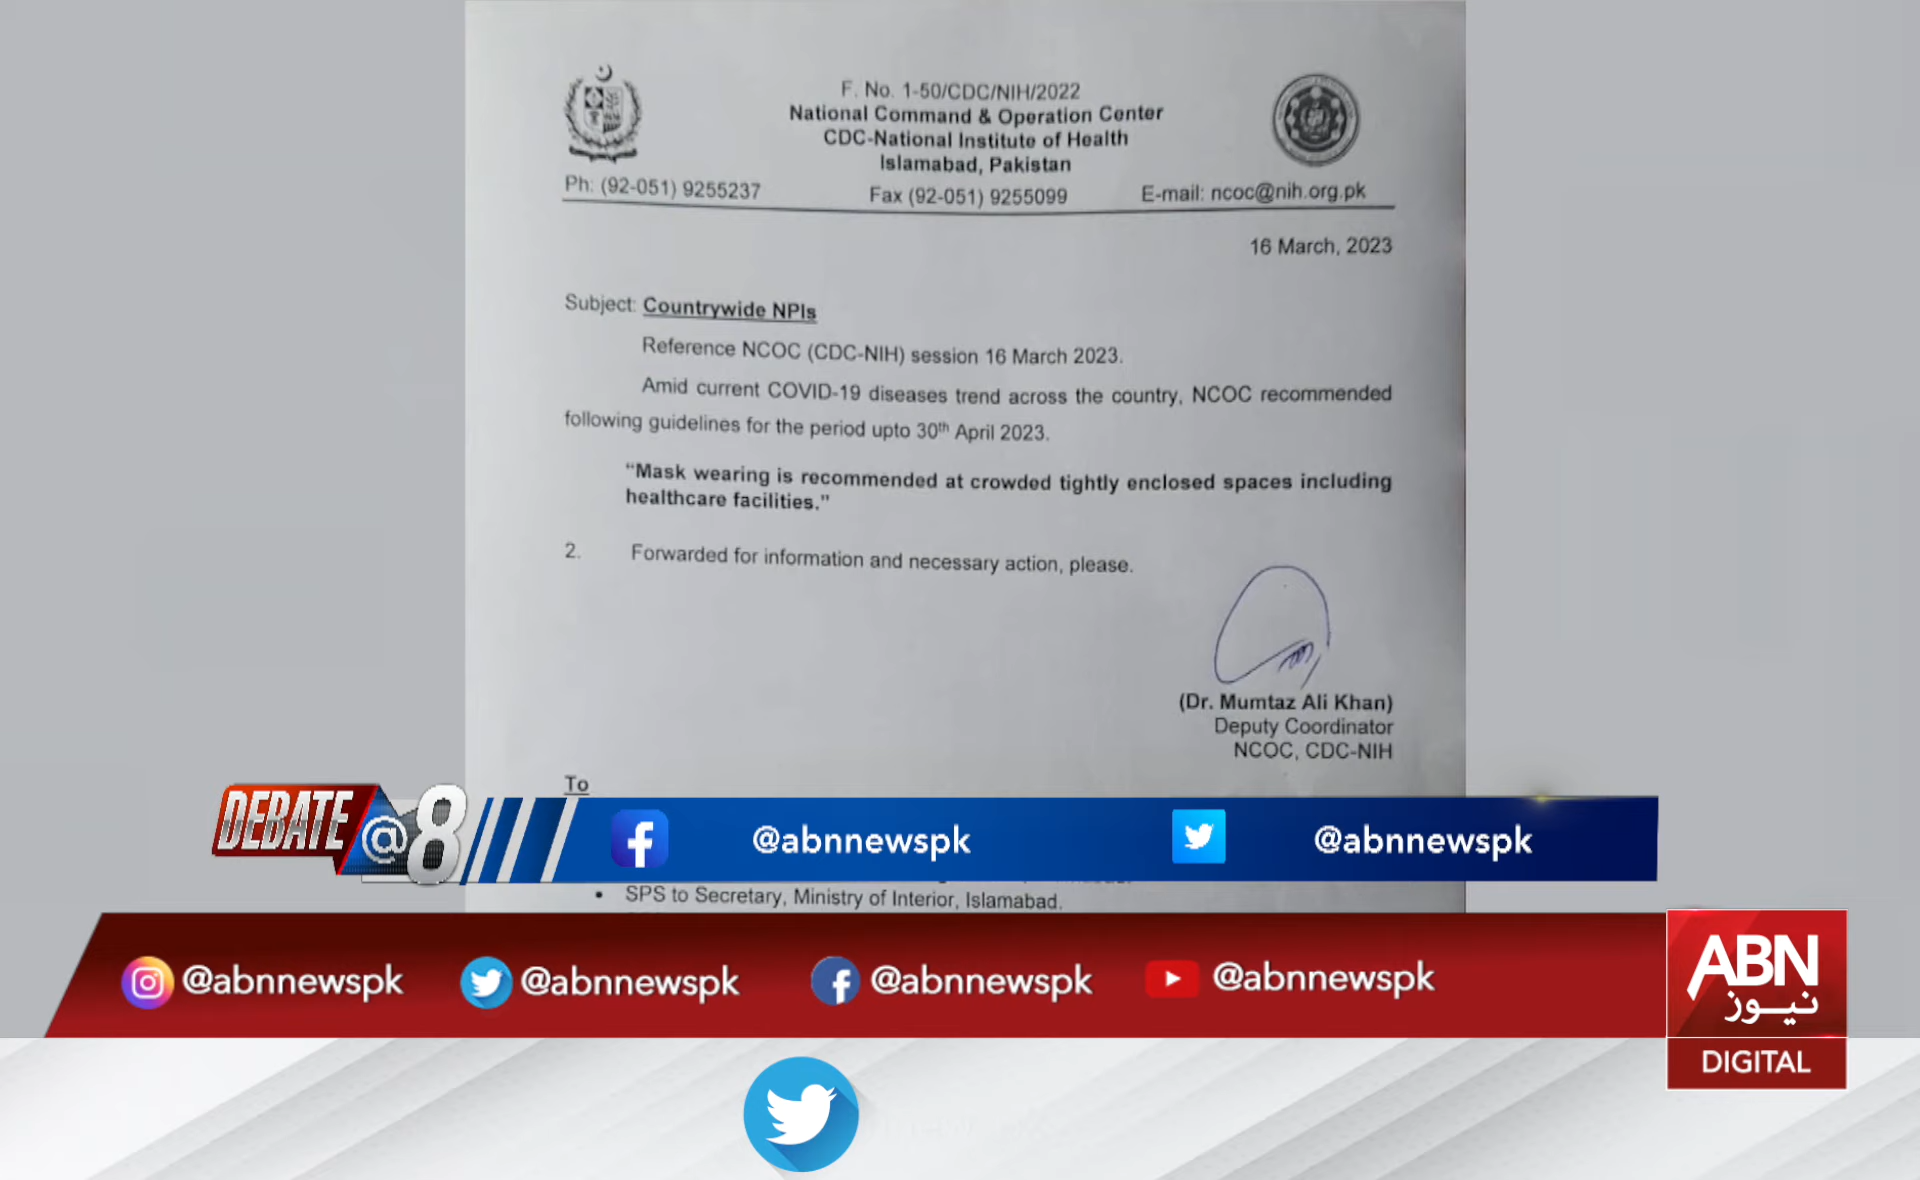 F. No. 1-50/CDC/NIH/2022
National Command & Operation Center
CDC-National Institute of Health
Islamabad, Pakistan
Ph: (92-051) 9255237 Fax (92-051) 9255099 E-mail: ncoc@nih.org.pk
16 March, 2023
Subject: Countrywide NPIs
Reference NCOC (CDC-NIH) session 16 March 2023.
Amid current COVID-19 diseases trend across the country, NCOC recommended
following guidelines for the period upto 30th April 2023.
"Mask wearing is recommended at crowded tightly enclosed spaces including
healthcare facilities."
2. Forwarded for information and necessary action, please.
(Dr. Mumtaz Ali Khan)
Deputy Coordinator
NCOC, CDC-NIH
To
DEBATE @ 8
@abnnewspk @abnnewspk
• SPS to Secretary, Ministry of Interior, Islamabad.
@abnnewspk @abnnewspk @abnnewspk @abnnewspk
ABN
نیوز
DIGITAL